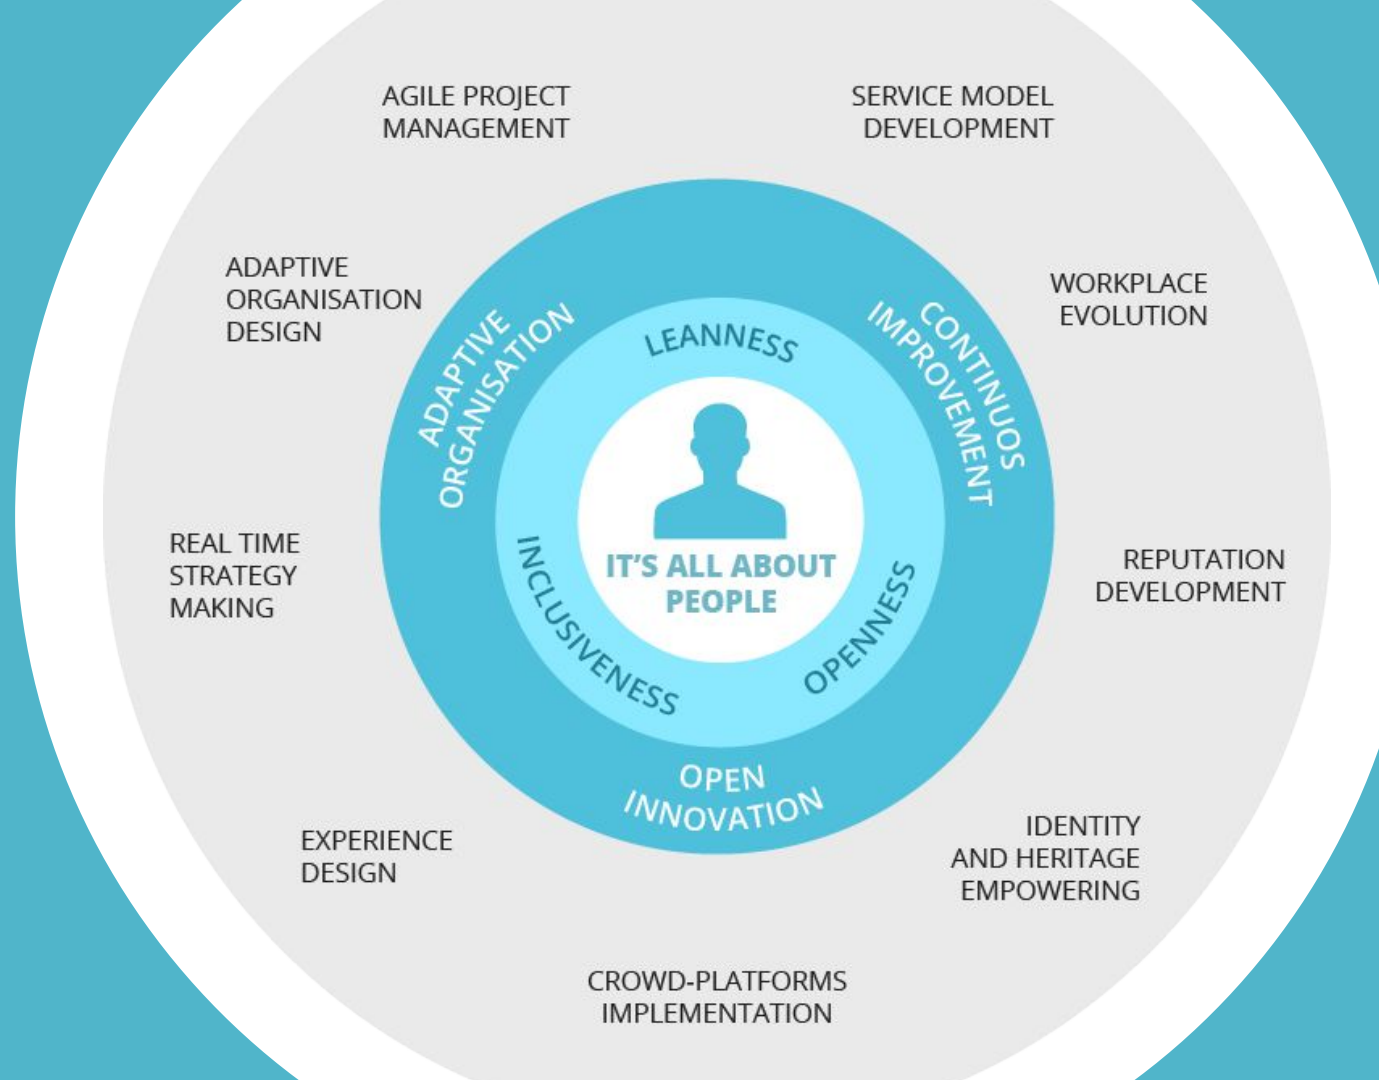 AGILE PROJECT
MANAGEMENT
SERVICE MODEL
DEVELOPMENT
ADAPTIVE
ORGANISATION
DESIGN
WORKPLACE
EVOLUTION
ADAPTIVE
ORGANISATION
LEANNESS
CONTINUOS
IMPROVEMENT
REAL TIME
STRATEGY
MAKING
IT'S ALL ABOUT
PEOPLE
INCLUSIVENESS
OPENNESS
REPUTATION
DEVELOPMENT
OPEN
INNOVATION
EXPERIENCE
DESIGN
IDENTITY
AND HERITAGE
EMPOWERING
CROWD-PLATFORMS
IMPLEMENTATION